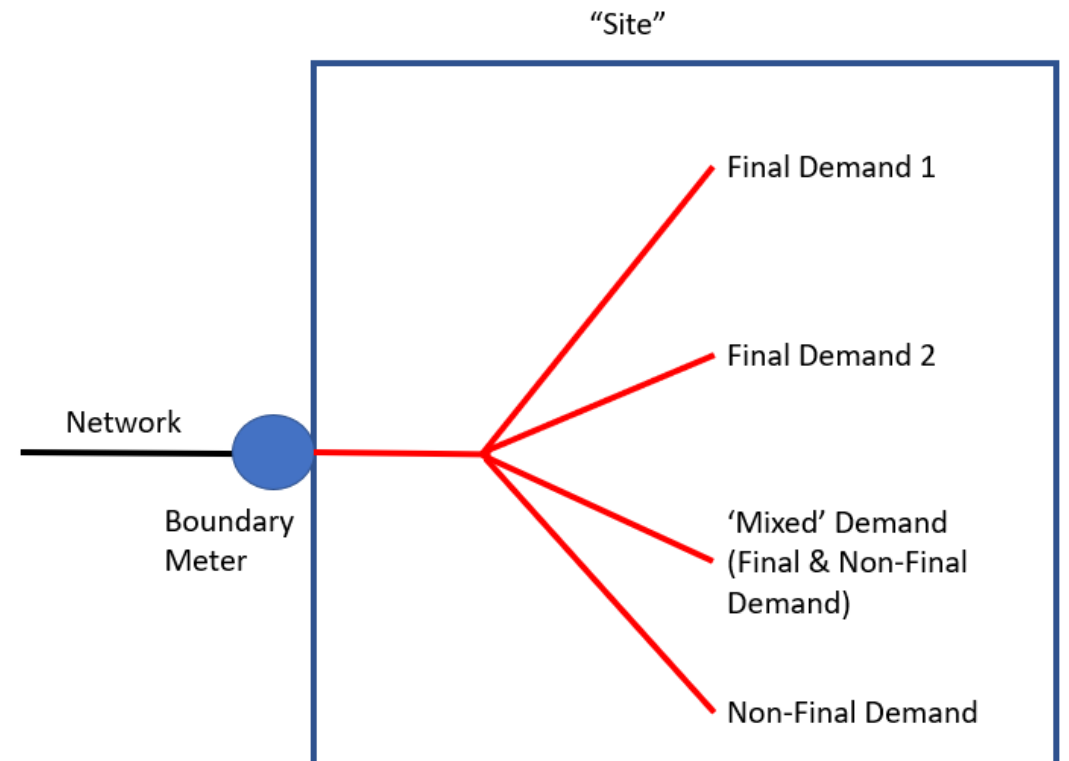 “Site”
Final Demand 1
Final Demand 2
Network
Boundary
Meter
‘Mixed’ Demand
(Final & Non-Final
Demand)
Non-Final Demand